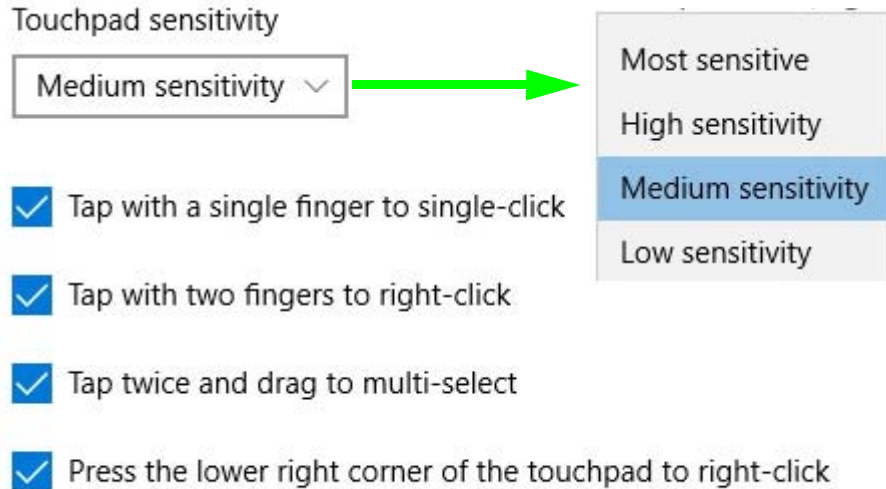 Touchpad sensitivity
Medium sensitivity
Most sensitive
High sensitivity
Medium sensitivity
Low sensitivity
Tap with a single finger to single-click
Tap with two fingers to right-click
Tap twice and drag to multi-select
Press the lower right corner of the touchpad to right-click